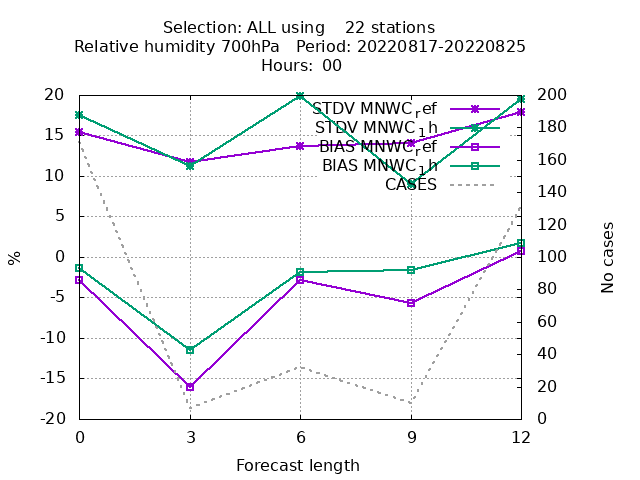 Selection: ALL using 22 stations
Relative humidity 700hPa Period: 20220817-20220825
Hours: 00
20 200
STDV MNWC_ref
STDV MNWC_1h
BIAS MNWC_ref
BIAS MNWC_1h
CASES
15 180
10 160
5 140
0 120
-5 100
-10 80
-15 60
-20 40
20
0
%
No cases
0 3 6 9 12
Forecast length